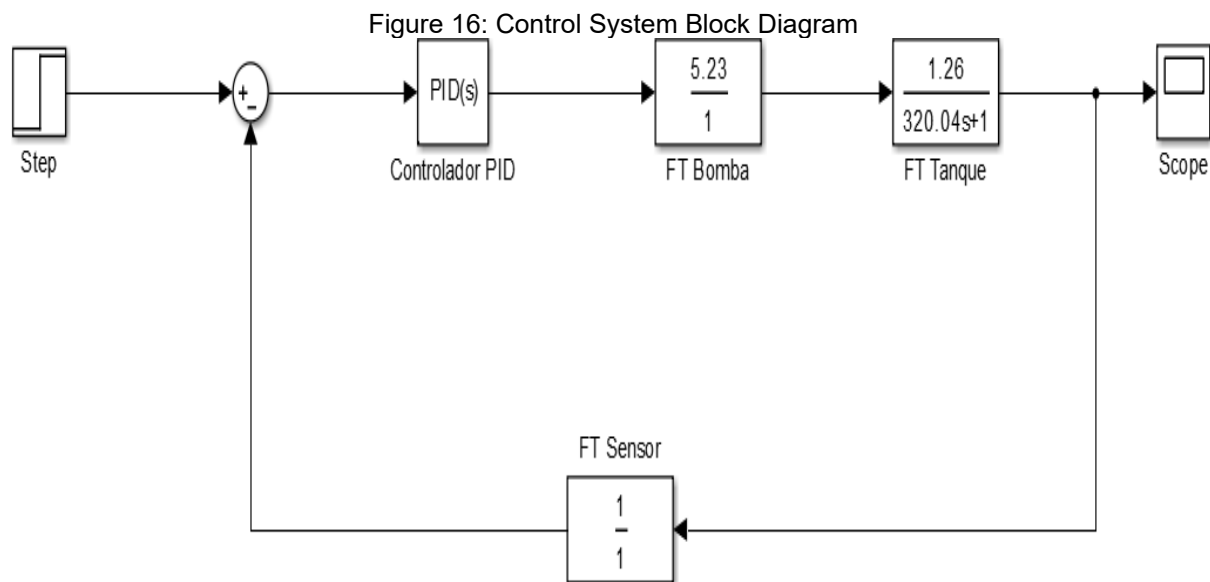 Figure 16: Control System Block Diagram
Step
+
-
PID(s)
Controlador PID
5.23
1
FT Bomba
1.26
320.04s+1
FT Tanque
Scope
FT Sensor
1
1